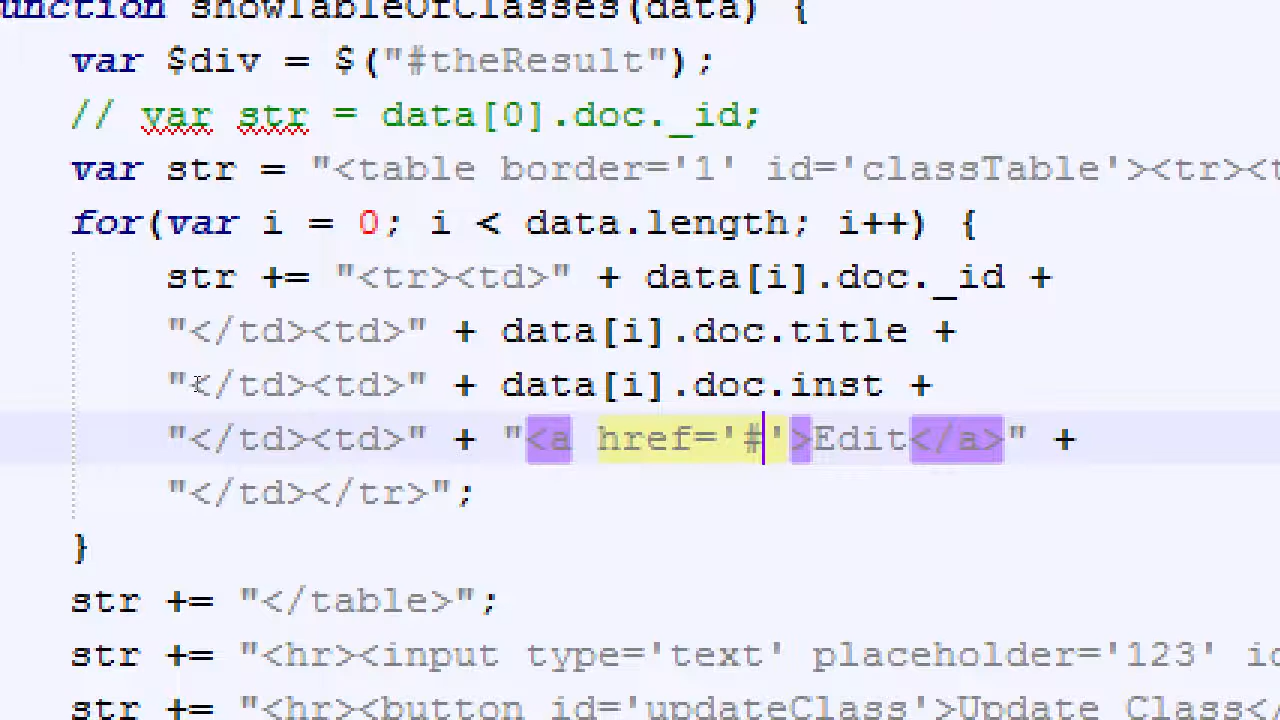 unction showTableOfClasses(data) {
var $div = $("#theResult");
// var str = data[0].doc._id;
var str = "<table border='1' id='classTable'><tr><t
for(var i = 0; i < data.length; i++) {
str += "<tr><td>" + data[i].doc._id +
"</td><td>" + data[i].doc.title +
"</td><td>" + data[i].doc.inst +
"</td><td>" + "<a href='#'>Edit</a>" +
"</td></tr>";
}
str += "</table>";
str += "<hr><input type='text' placeholder='123' id
str += "<hr><button id='updateClass'>Update Class</